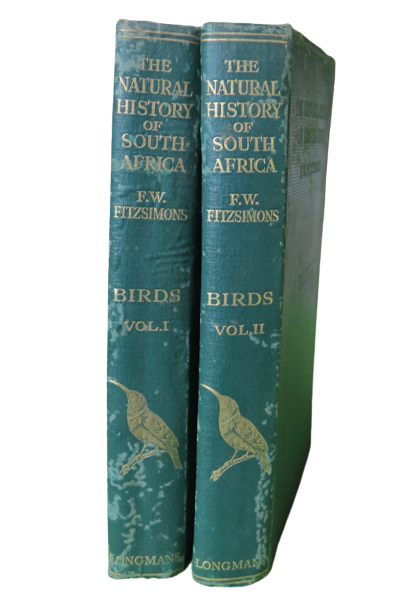 THE
NATURAL
HISTORY
OF
SOUTH
AFRICA
F.W.
FITZSIMONS
BIRDS
VOL.I
LONGMANS
THE
NATURAL
HISTORY
OF
SOUTH
AFRICA
F.W.
FITZSIMONS
BIRDS
VOL.II
LONGMANS